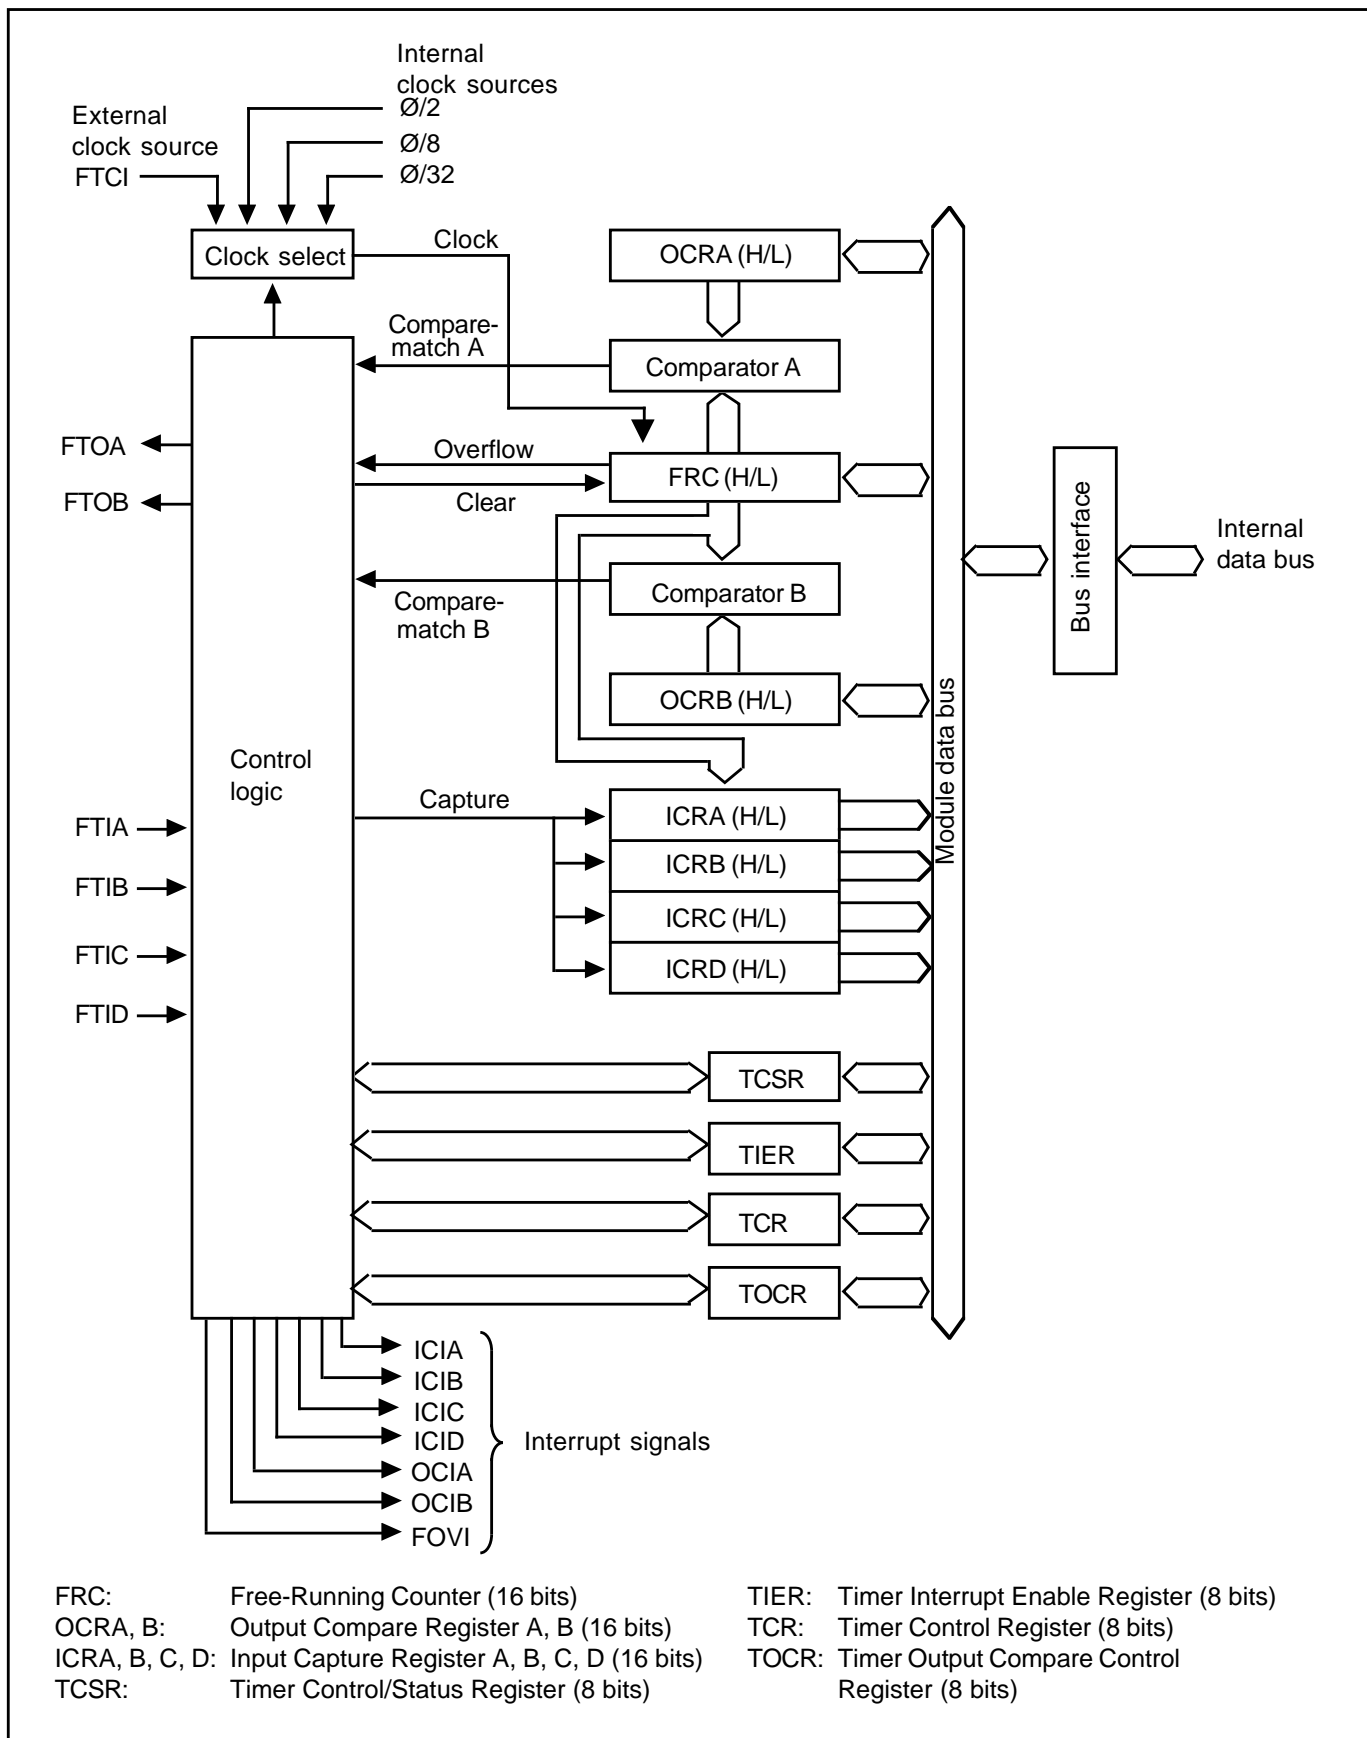 Internal
clock sources
Ø/2
External
clock source
Ø/8
FTCI
Ø/32
Clock select
Clock
OCRA (H/L)
Compare-
match A
Comparator A
FTOA
Overflow
FRC (H/L)
FTOB
Clear
Bus interface
Internal
data bus
Compare-
match B
Comparator B
OCRB (H/L)
Module data bus
Control
logic
Capture
FTIA
ICRA (H/L)
FTIB
ICRB (H/L)
ICRC (H/L)
FTIC
ICRD (H/L)
FTID
TCSR
TIER
TCR
TOCR
ICIA
ICIB
ICIC
ICID
Interrupt signals
OCIA
OCIB
FOVI
FRC: Free-Running Counter (16 bits)
OCRA, B: Output Compare Register A, B (16 bits)
ICRA, B, C, D: Input Capture Register A, B, C, D (16 bits)
TCSR: Timer Control/Status Register (8 bits)
TIER: Timer Interrupt Enable Register (8 bits)
TCR: Timer Control Register (8 bits)
TOCR: Timer Output Compare Control
Register (8 bits)